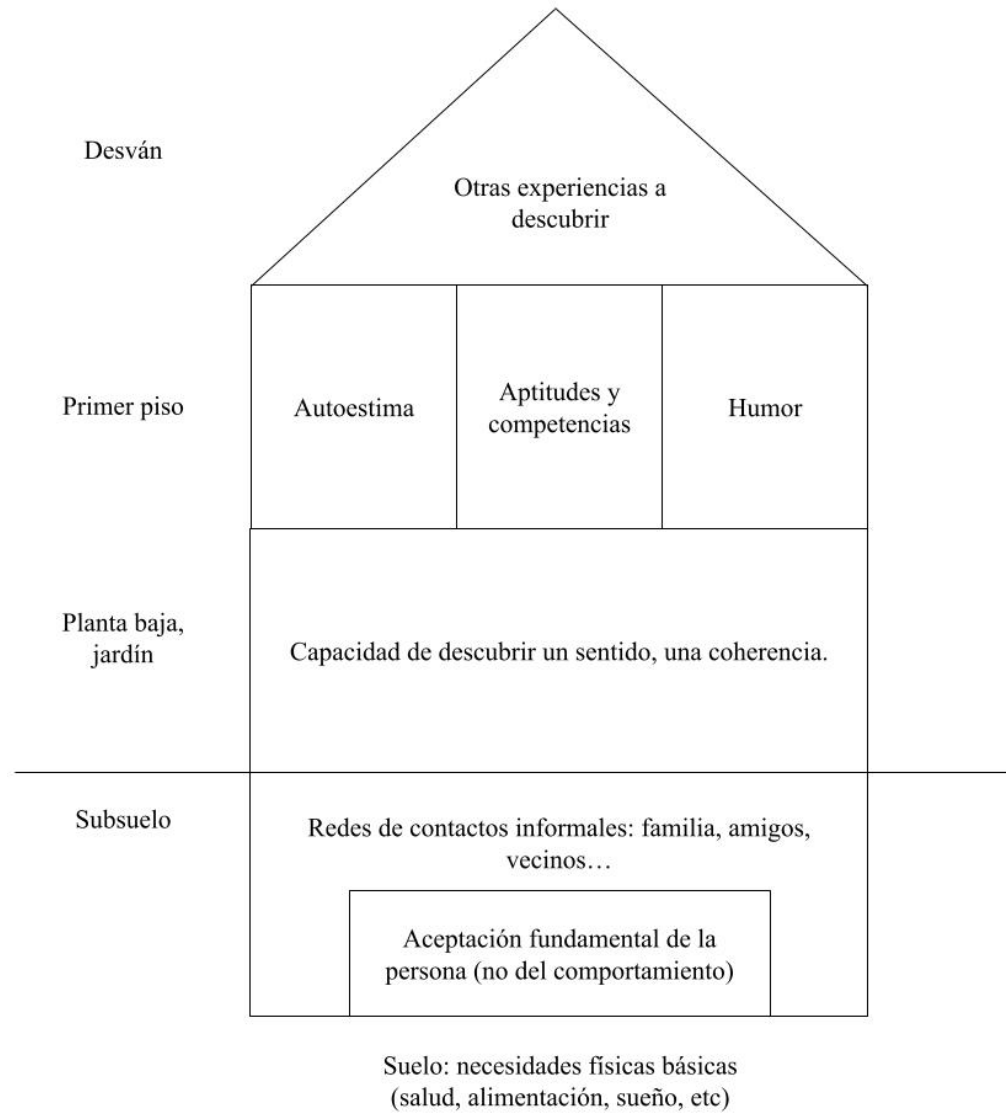 Desván
Otras experiencias a
descubrir
Primer piso
Autoestima
Aptitudes y
competencias
Humor
Planta baja,
jardín
Capacidad de descubrir un sentido, una coherencia.
Subsuelo
Redes de contactos informales: familia, amigos,
vecinos…
Aceptación fundamental de la
persona (no del comportamiento)
Suelo: necesidades físicas básicas
(salud, alimentación, sueño, etc)